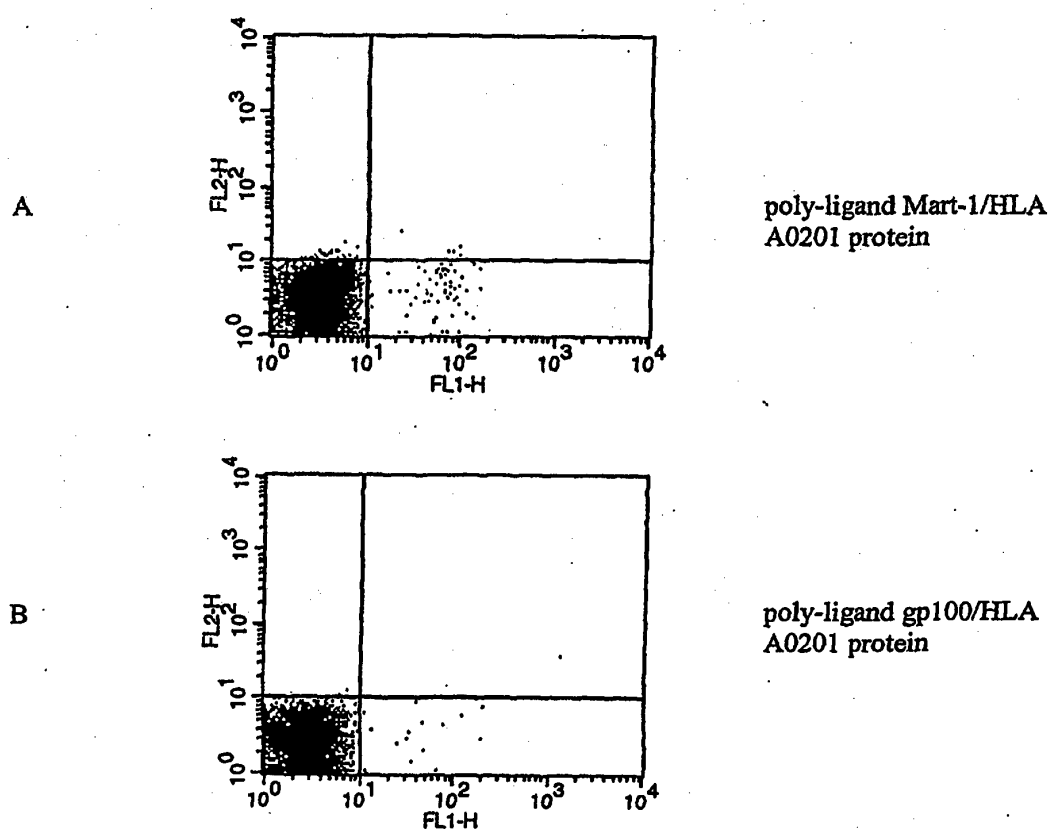 A
10^4
10^3
10^2
10^1
10^0
FL2-H
10^0 10^1 10^2 10^3 10^4
FL1-H
poly-ligand Mart-1/HLA
A0201 protein
B
10^4
10^3
10^2
10^1
10^0
FL2-H
10^0 10^1 10^2 10^3 10^4
FL1-H
poly-ligand gp100/HLA
A0201 protein